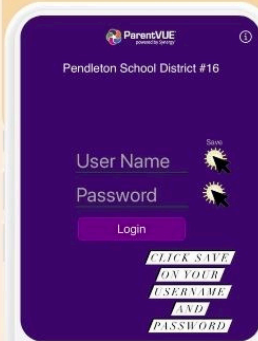 ParentVUE
powered by Synergy
Pendleton School District #16
Save
User Name
Password
Login
CLICK SAVE
ON YOUR
USERNAME
AND
PASSWORD